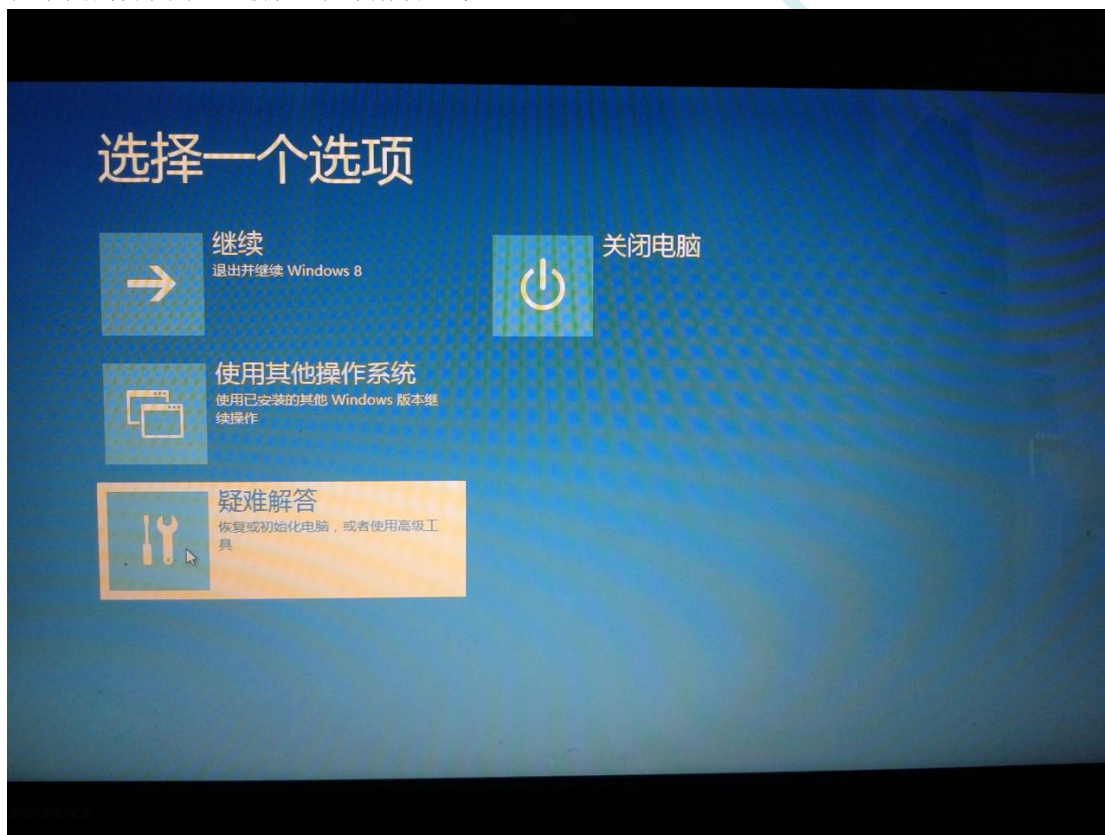 选择一个选项
继续
退出并继续 Windows 8
关闭电脑
使用其他操作系统
使用已安装的其他 Windows 版本继
续操作
疑难解答
恢复或初始化电脑，或者使用高级工
具